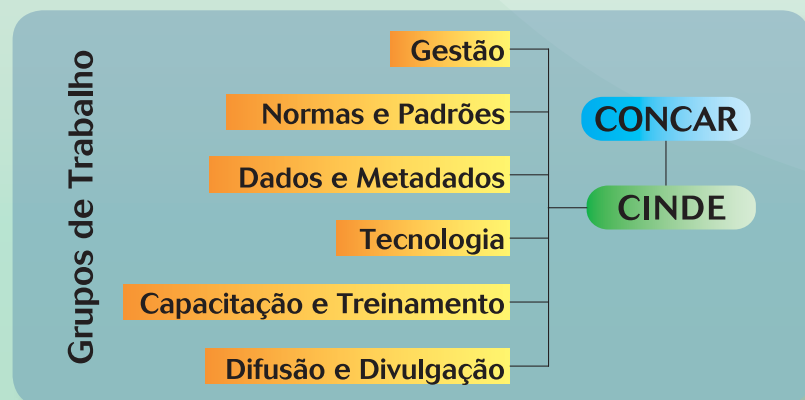 Grupos de Trabalho
Gestão
Normas e Padrões
Dados e Metadados
Tecnologia
Capacitação e Treinamento
Difusão e Divulgação
CONCAR
CINDE